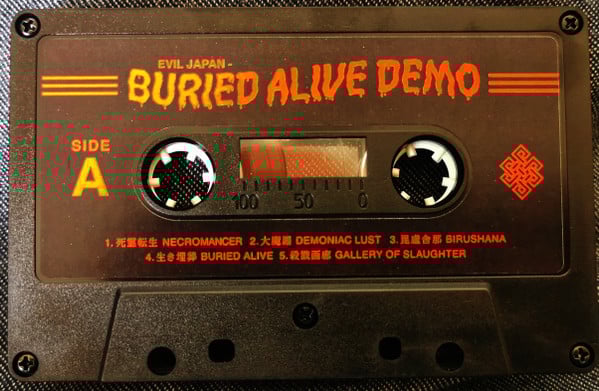 EVIL JAPAN -
BURIED ALIVE DEMO
SIDE
A
100 50 0
1. 死霊転生 NECROMANCER 2. 大魔羅 DEMONIAC LUST 3. 毘盧舎那 BIRUSHANA
4. 生き埋葬 BURIED ALIVE 5. 殺戮画廊 GALLERY OF SLAUGHTER